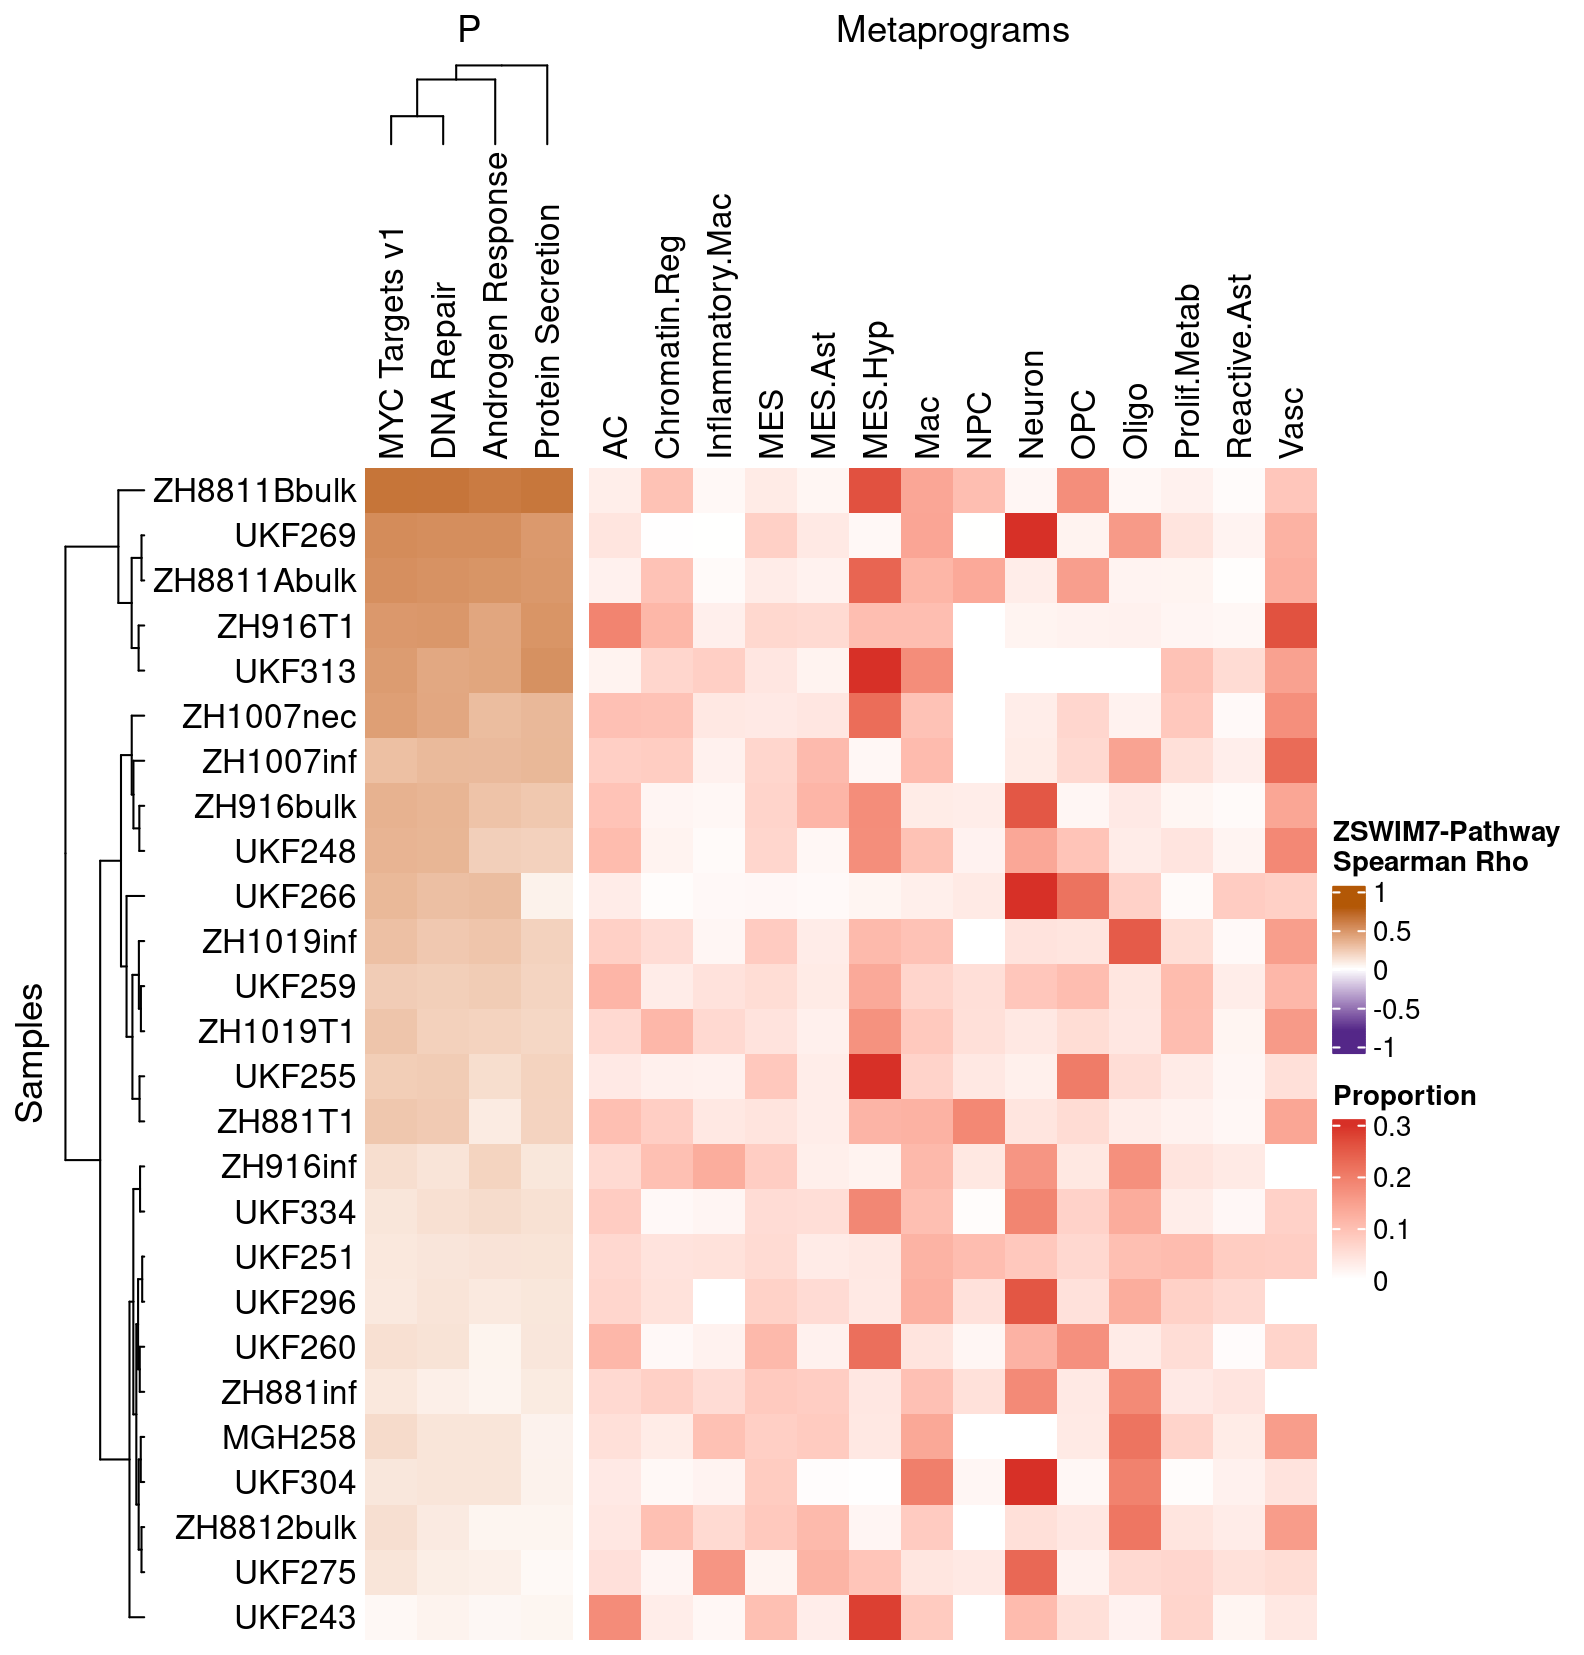 P
Metaprograms
MYC Targets v1
DNA Repair
Androgen Response
Protein Secretion
AC
Chromatin.Reg
Inflammatory.Mac
MES
MES.Ast
MES.Hyp
Mac
NPC
Neuron
OPC
Oligo
Prolif.Metab
Reactive.Ast
Vasc
Samples
ZH8811Bbulk
UKF269
ZH8811Abulk
ZH916T1
UKF313
ZH1007nec
ZH1007inf
ZH916bulk
UKF248
UKF266
ZH1019inf
UKF259
ZH1019T1
UKF255
ZH881T1
ZH916inf
UKF334
UKF251
UKF296
UKF260
ZH881inf
MGH258
UKF304
ZH8812bulk
UKF275
UKF243
ZSWIM7-Pathway
Spearman Rho
1
0.5
0
-0.5
-1
Proportion
0.3
0.2
0.1
0